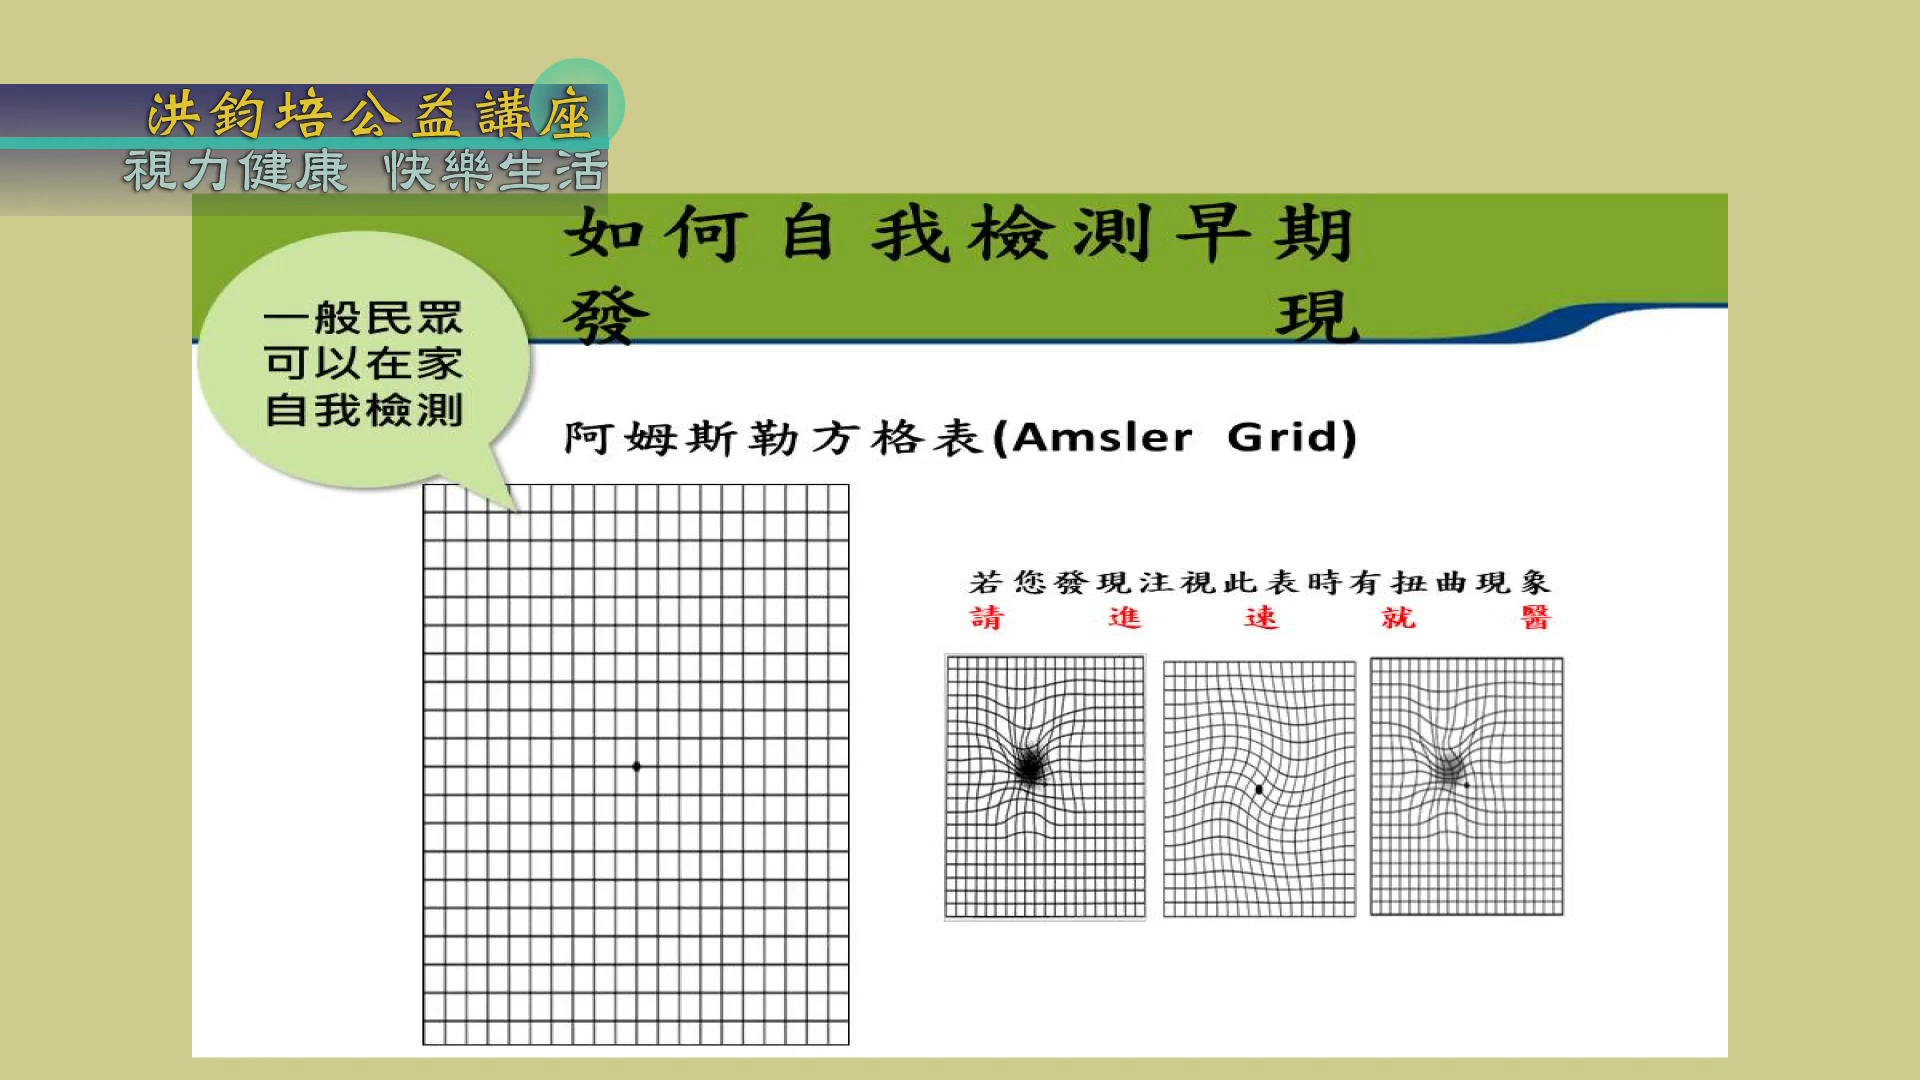 洪鈞培公益講座
視力健康 快樂生活
如何自我檢測早期
發現
一般民眾
可以在家
自我檢測
阿姆斯勒方格表(Amsler Grid)
若您發現注視此表時有扭曲現象
請進速就醫